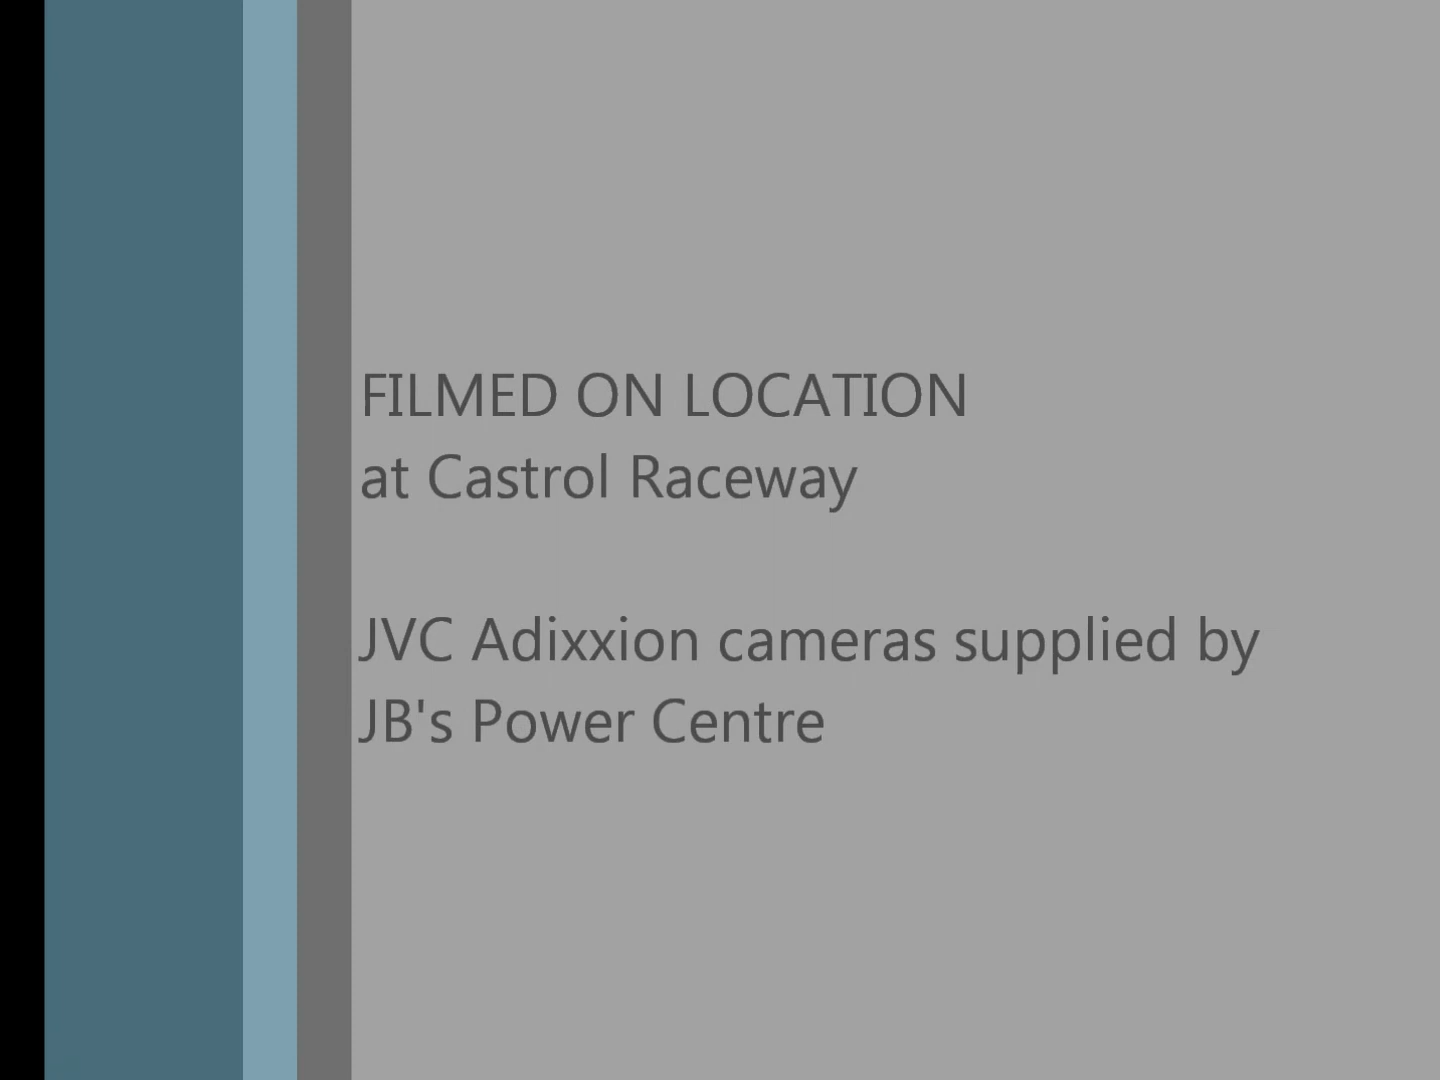 FILMED ON LOCATION
at Castrol Raceway
JVC Adixxion cameras supplied by
JB's Power Centre